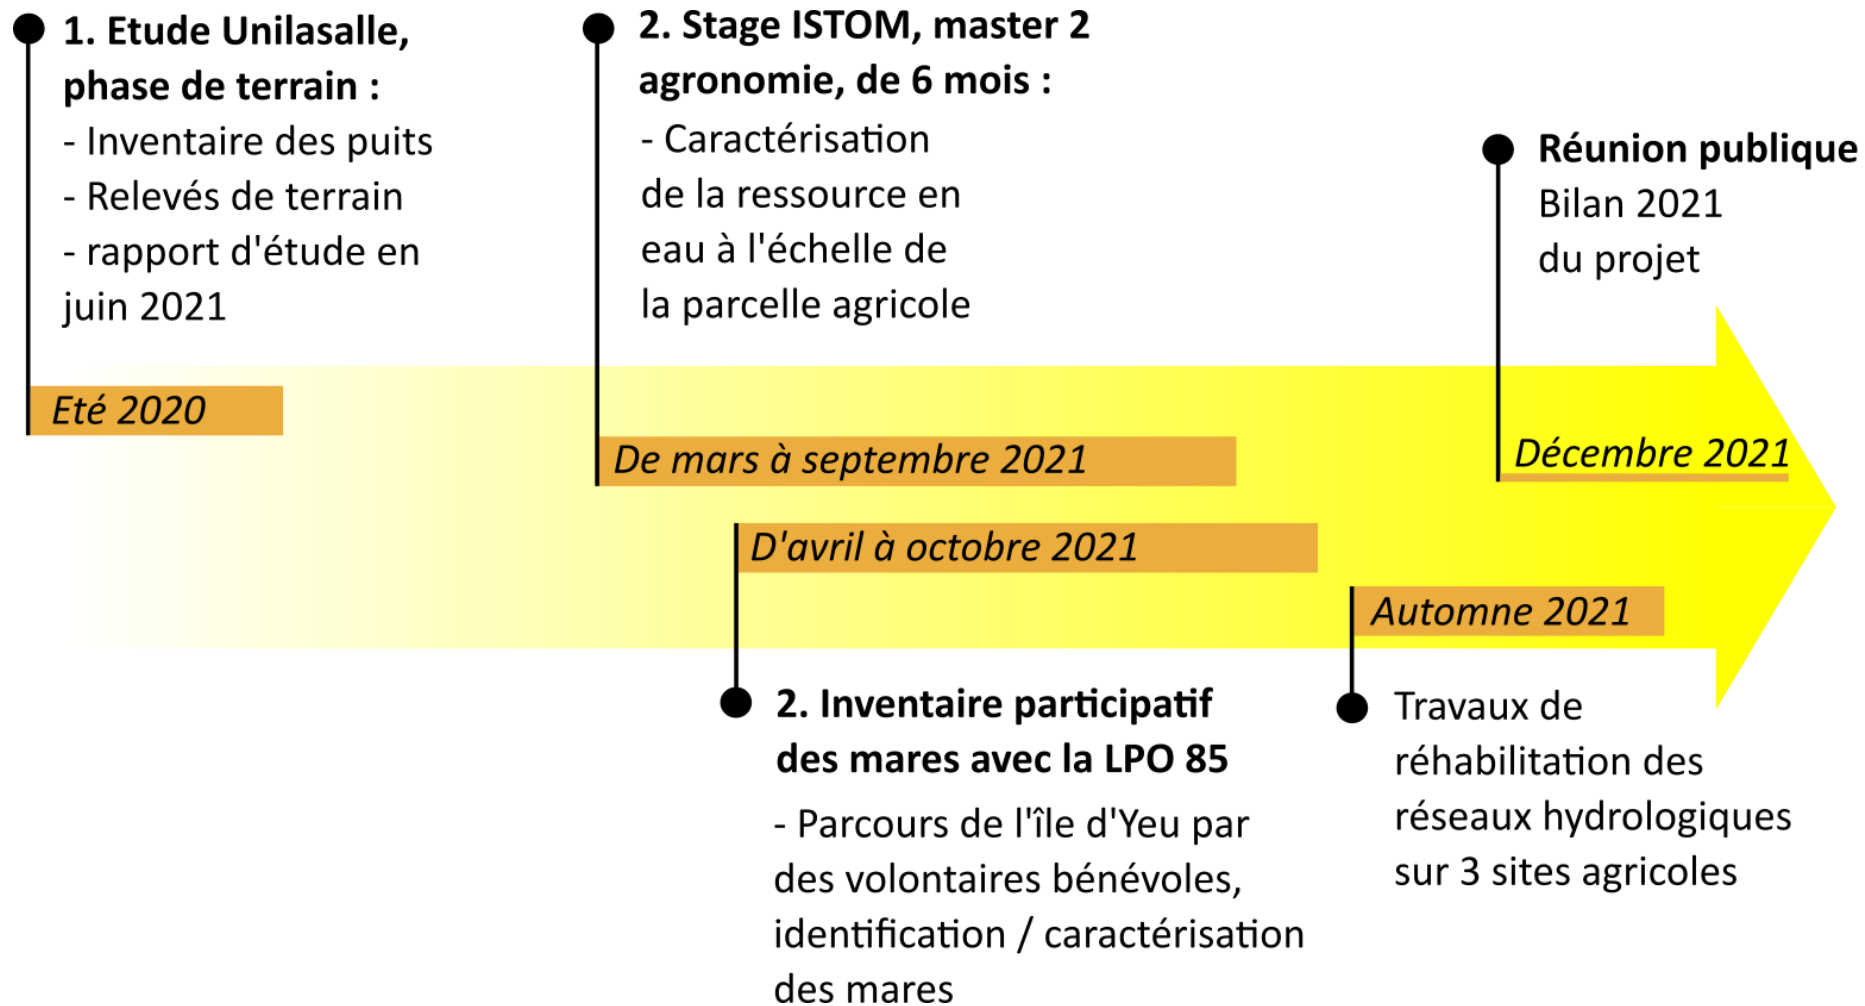 1. Etude Unilasalle,
phase de terrain :
- Inventaire des puits
- Relevés de terrain
- rapport d'étude en
juin 2021
Eté 2020
2. Stage ISTOM, master 2
agronomie, de 6 mois :
- Caractérisation
de la ressource en
eau à l'échelle de
la parcelle agricole
De mars à septembre 2021
D'avril à octobre 2021
2. Inventaire participatif
des mares avec la LPO 85
- Parcours de l'île d'Yeu par
des volontaires bénévoles,
identification / caractérisation
des mares
Automne 2021
Travaux de
réhabilitation des
réseaux hydrologiques
sur 3 sites agricoles
Réunion publique
Bilan 2021
du projet
Décembre 2021